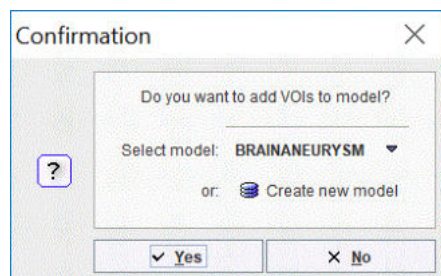 Confirmation
Do you want to add VOIs to model?
Select model: BRAINANEURYSM
or: Create new model
?
Yes No